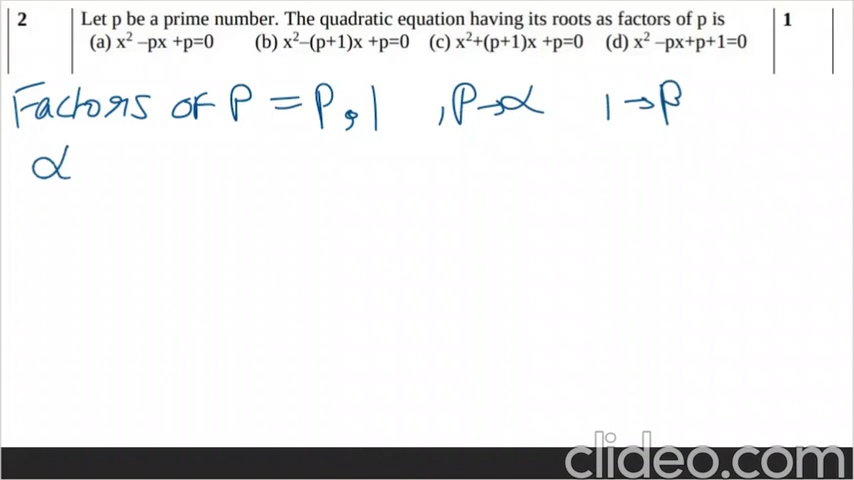 2 Let p be a prime number. The quadratic equation having its roots as factors of p is 1
(a) x² –px +p=0 (b) x²–(p+1)x +p=0 (c) x²+(p+1)x +p=0 (d) x² –px+p+1=0
Factors of P = P, 1 , P→α 1→β
α
clideo.com